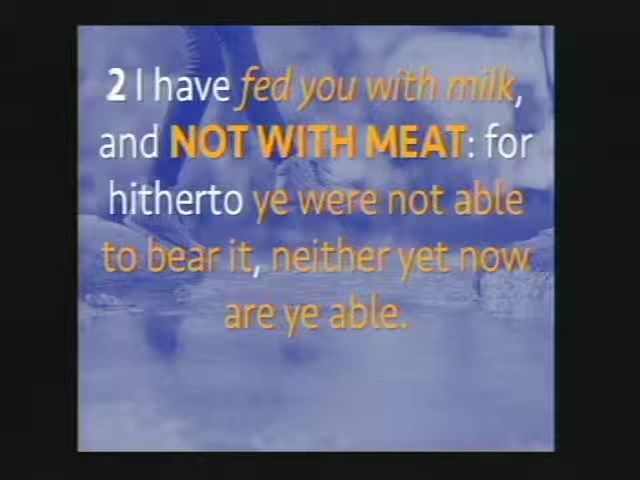 2 I have fed you with milk,
and NOT WITH MEAT: for
hitherto ye were not able
to bear it, neither yet now
are ye able.